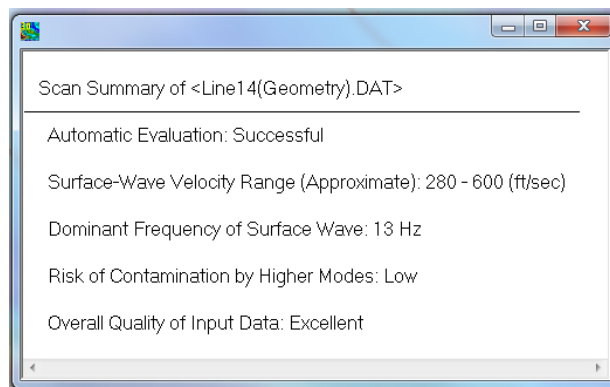 Scan Summary of <Line14(Geometry).DAT>
Automatic Evaluation: Successful
Surface-Wave Velocity Range (Approximate): 280 - 600 (ft/sec)
Dominant Frequency of Surface Wave: 13 Hz
Risk of Contamination by Higher Modes: Low
Overall Quality of Input Data: Excellent